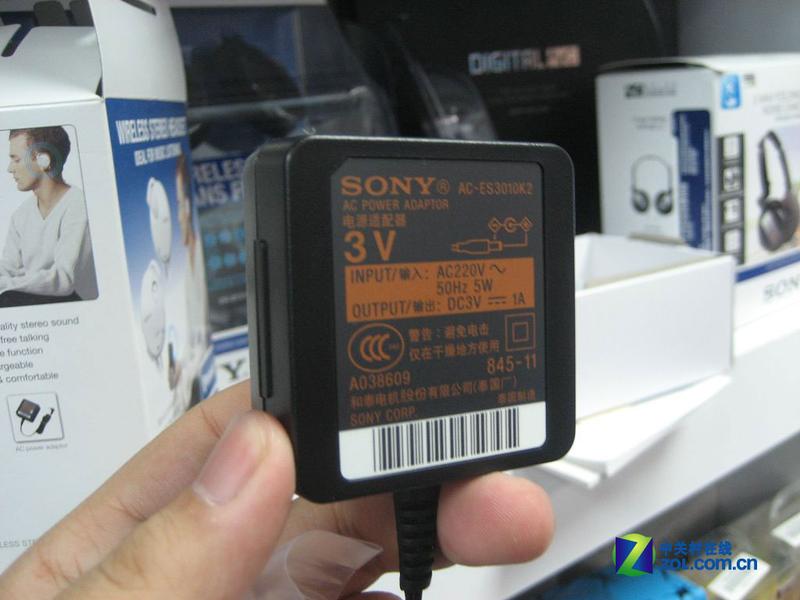 SONY® AC-ES3010K2
AC POWER ADAPTOR
电源适配器
3V
INPUT/输入: AC220V ~
50Hz 5W
OUTPUT/输出: DC3V ⎓ 1A
警告: 避免电击
仅在干燥地方使用
CCC
A038609
845-11
和泰电机股份有限公司(泰国厂)
SONY CORP.
泰国制造
DIGITAL
WIRELESS STEREO HEADSET
IDEAL FOR MUSIC
ality stereo sound
free talking
e function
rgeable
& comfortable
AC power adaptor
SONY
中关村在线
ZOL.com.cn